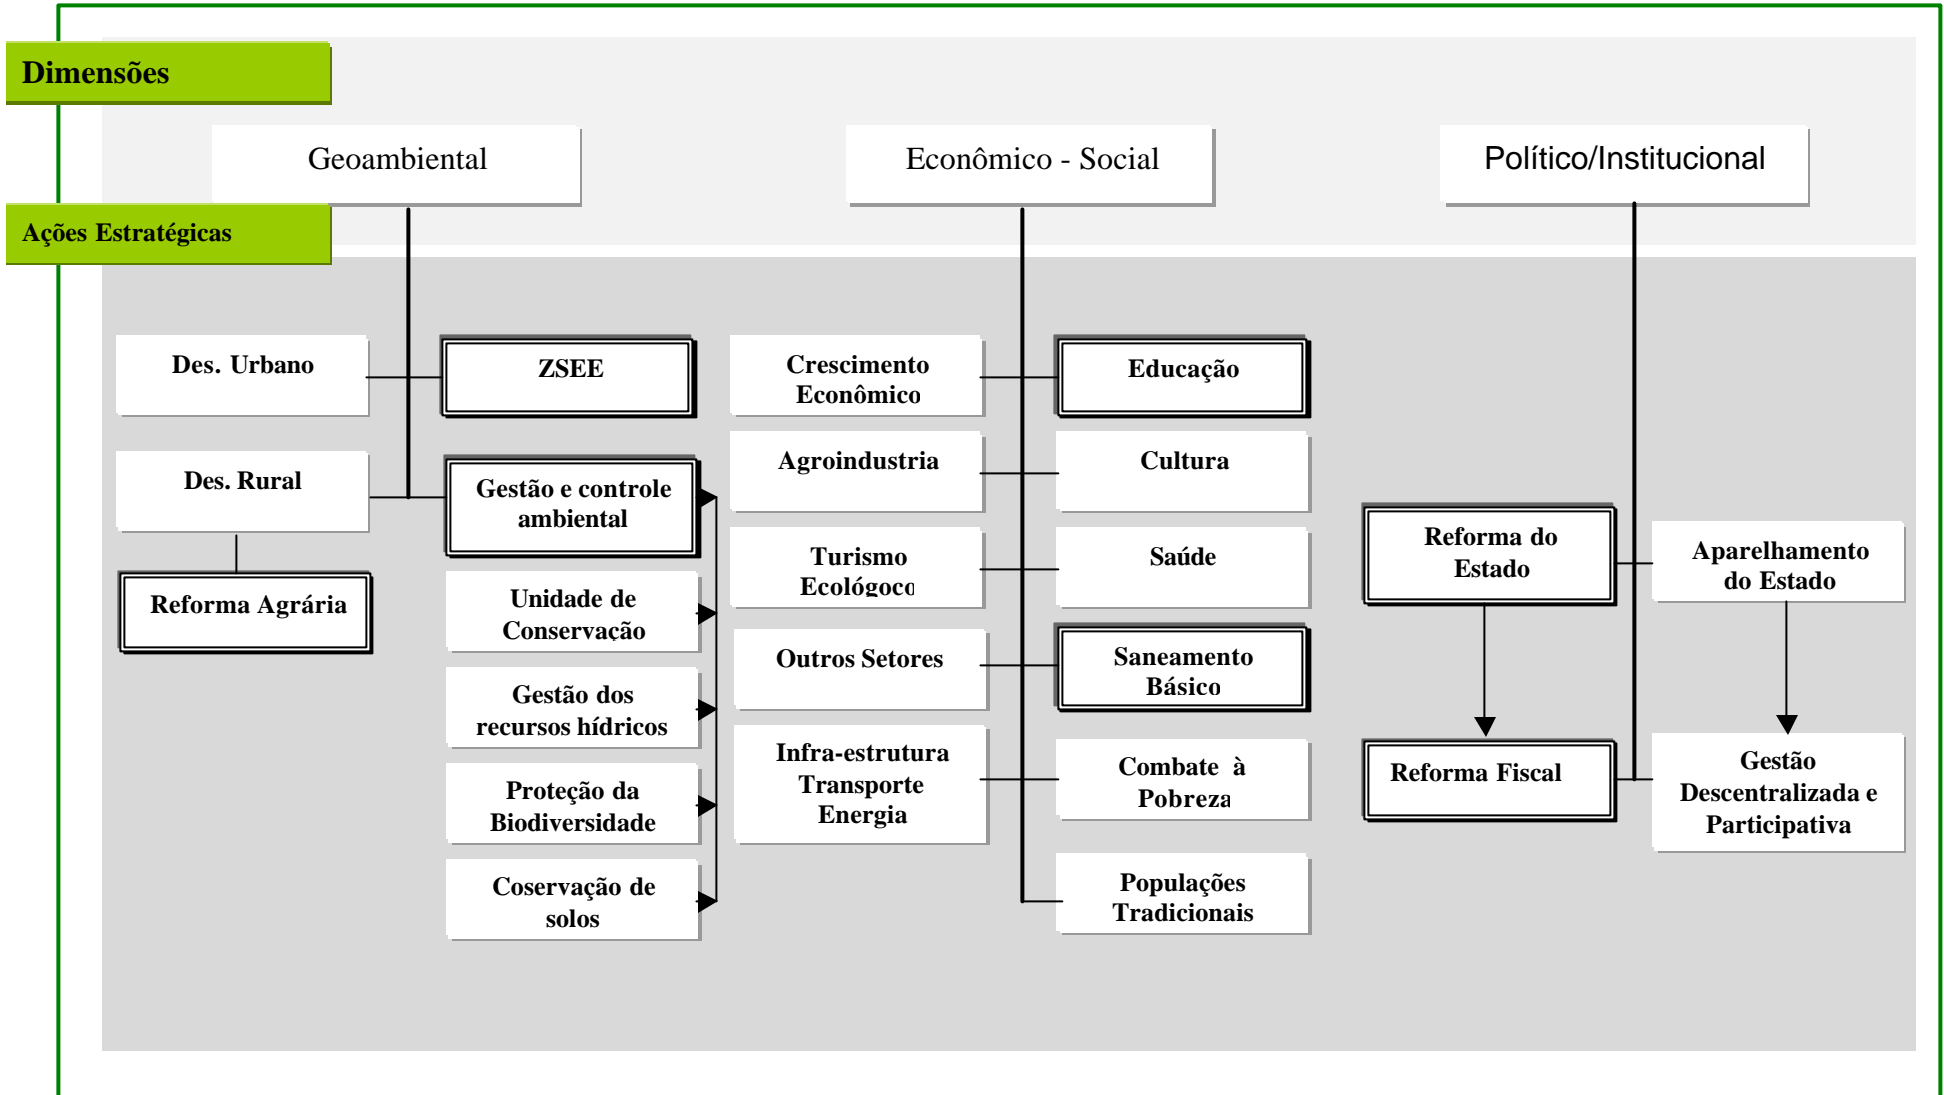 Dimensões
Geoambiental
Econômico - Social
Político/Institucional
Ações Estratégicas
Des. Urbano
ZSEE
Des. Rural
Gestão e controle
ambiental
Reforma Agrária
Unidade de
Conservação
Gestão dos
recursos hídricos
Proteção da
Biodiversidade
Coservação de
solos
Crescimento
Econômico
Educação
Agroindustria
Cultura
Turismo
Ecológoco
Saúde
Outros Setores
Saneamento
Básico
Infra-estrutura
Transporte
Energia
Combate à
Pobreza
Populações
Tradicionais
Reforma do
Estado
Aparelhamento
do Estado
Reforma Fiscal
Gestão
Descentralizada e
Participativa